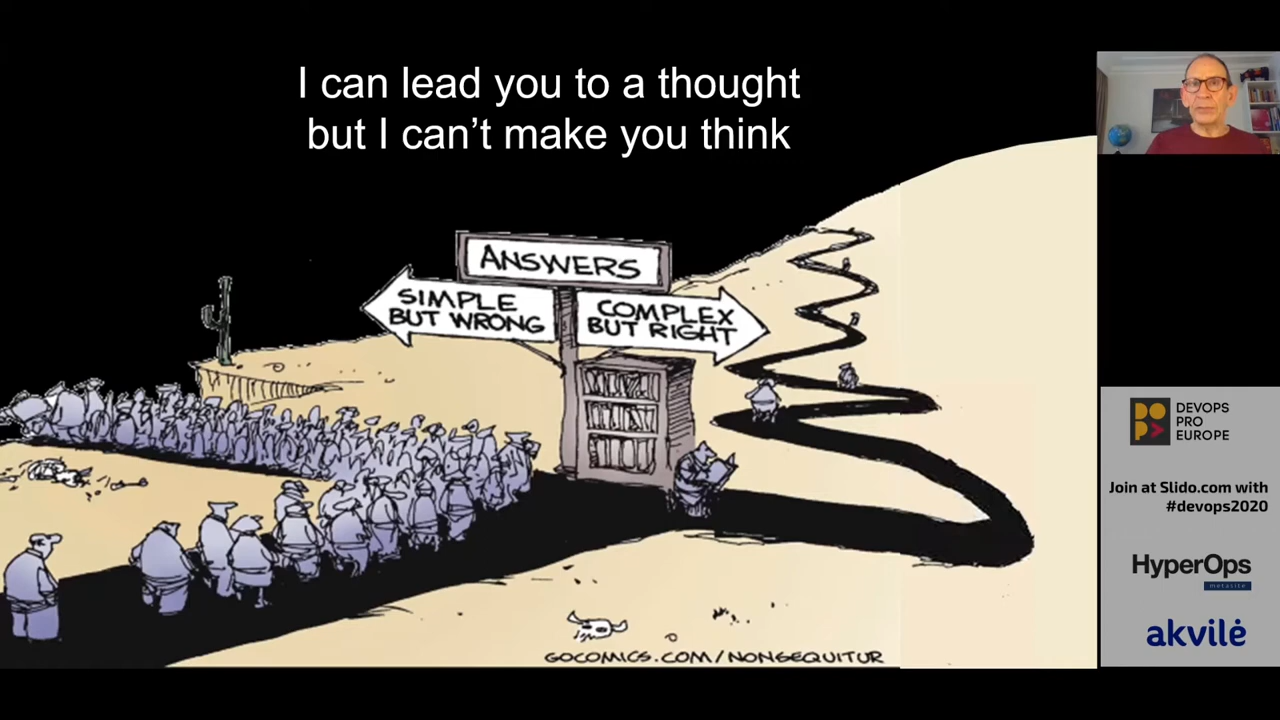 I can lead you to a thought
but I can't make you think
ANSWERS
SIMPLE
BUT WRONG
COMPLEX
BUT RIGHT
GOCOMICS.COM/NONSEQUITUR
DEVOPS
PRO
EUROPE
Join at Slido.com with
#devops2020
HyperOps
metasite
akvilė